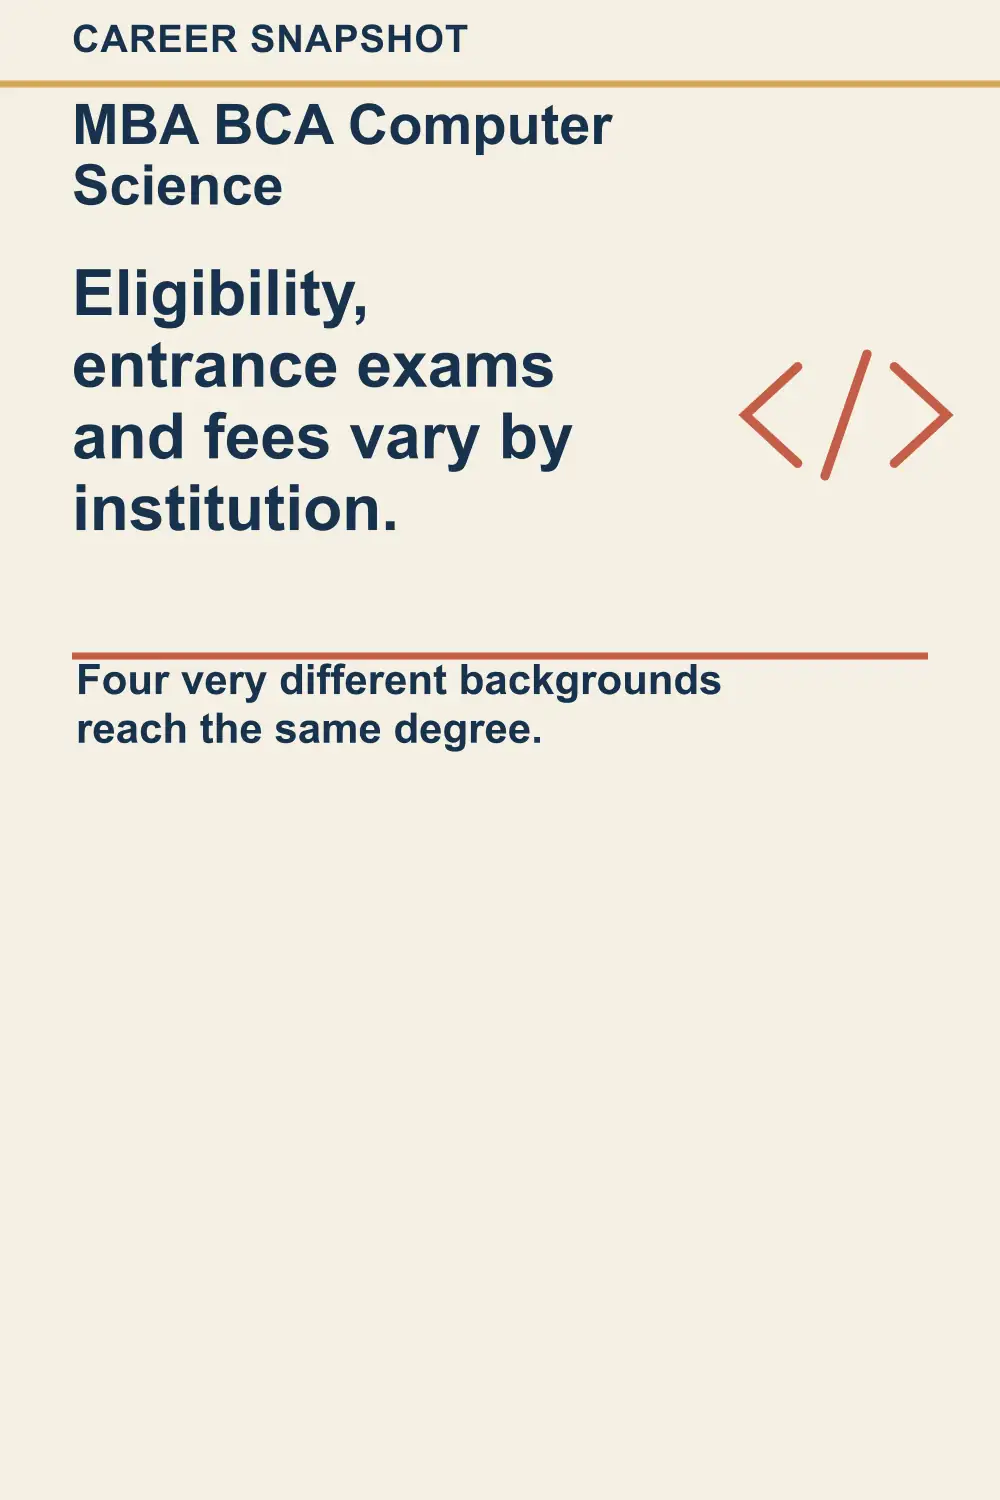 CAREER SNAPSHOT
MBA BCA Computer
Science
Eligibility,
entrance exams
and fees vary by
institution.
</>
Four very different backgrounds
reach the same degree.